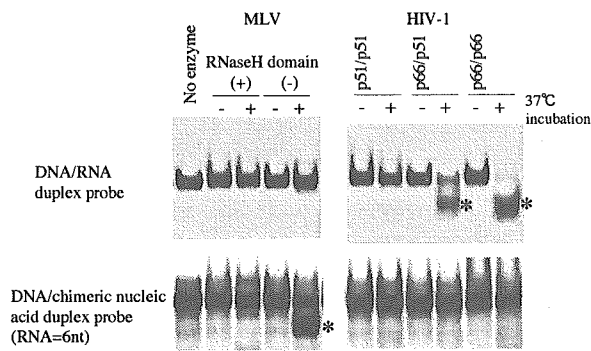 MLV HIV-1
No enzyme RNaseH domain p51/p51 p66/p51 p66/p66
(+) (-)
- + - + - + - + - + 37℃
incubation
DNA/RNA
duplex probe
* *
DNA/chimeric nucleic
acid duplex probe
(RNA=6nt)
*